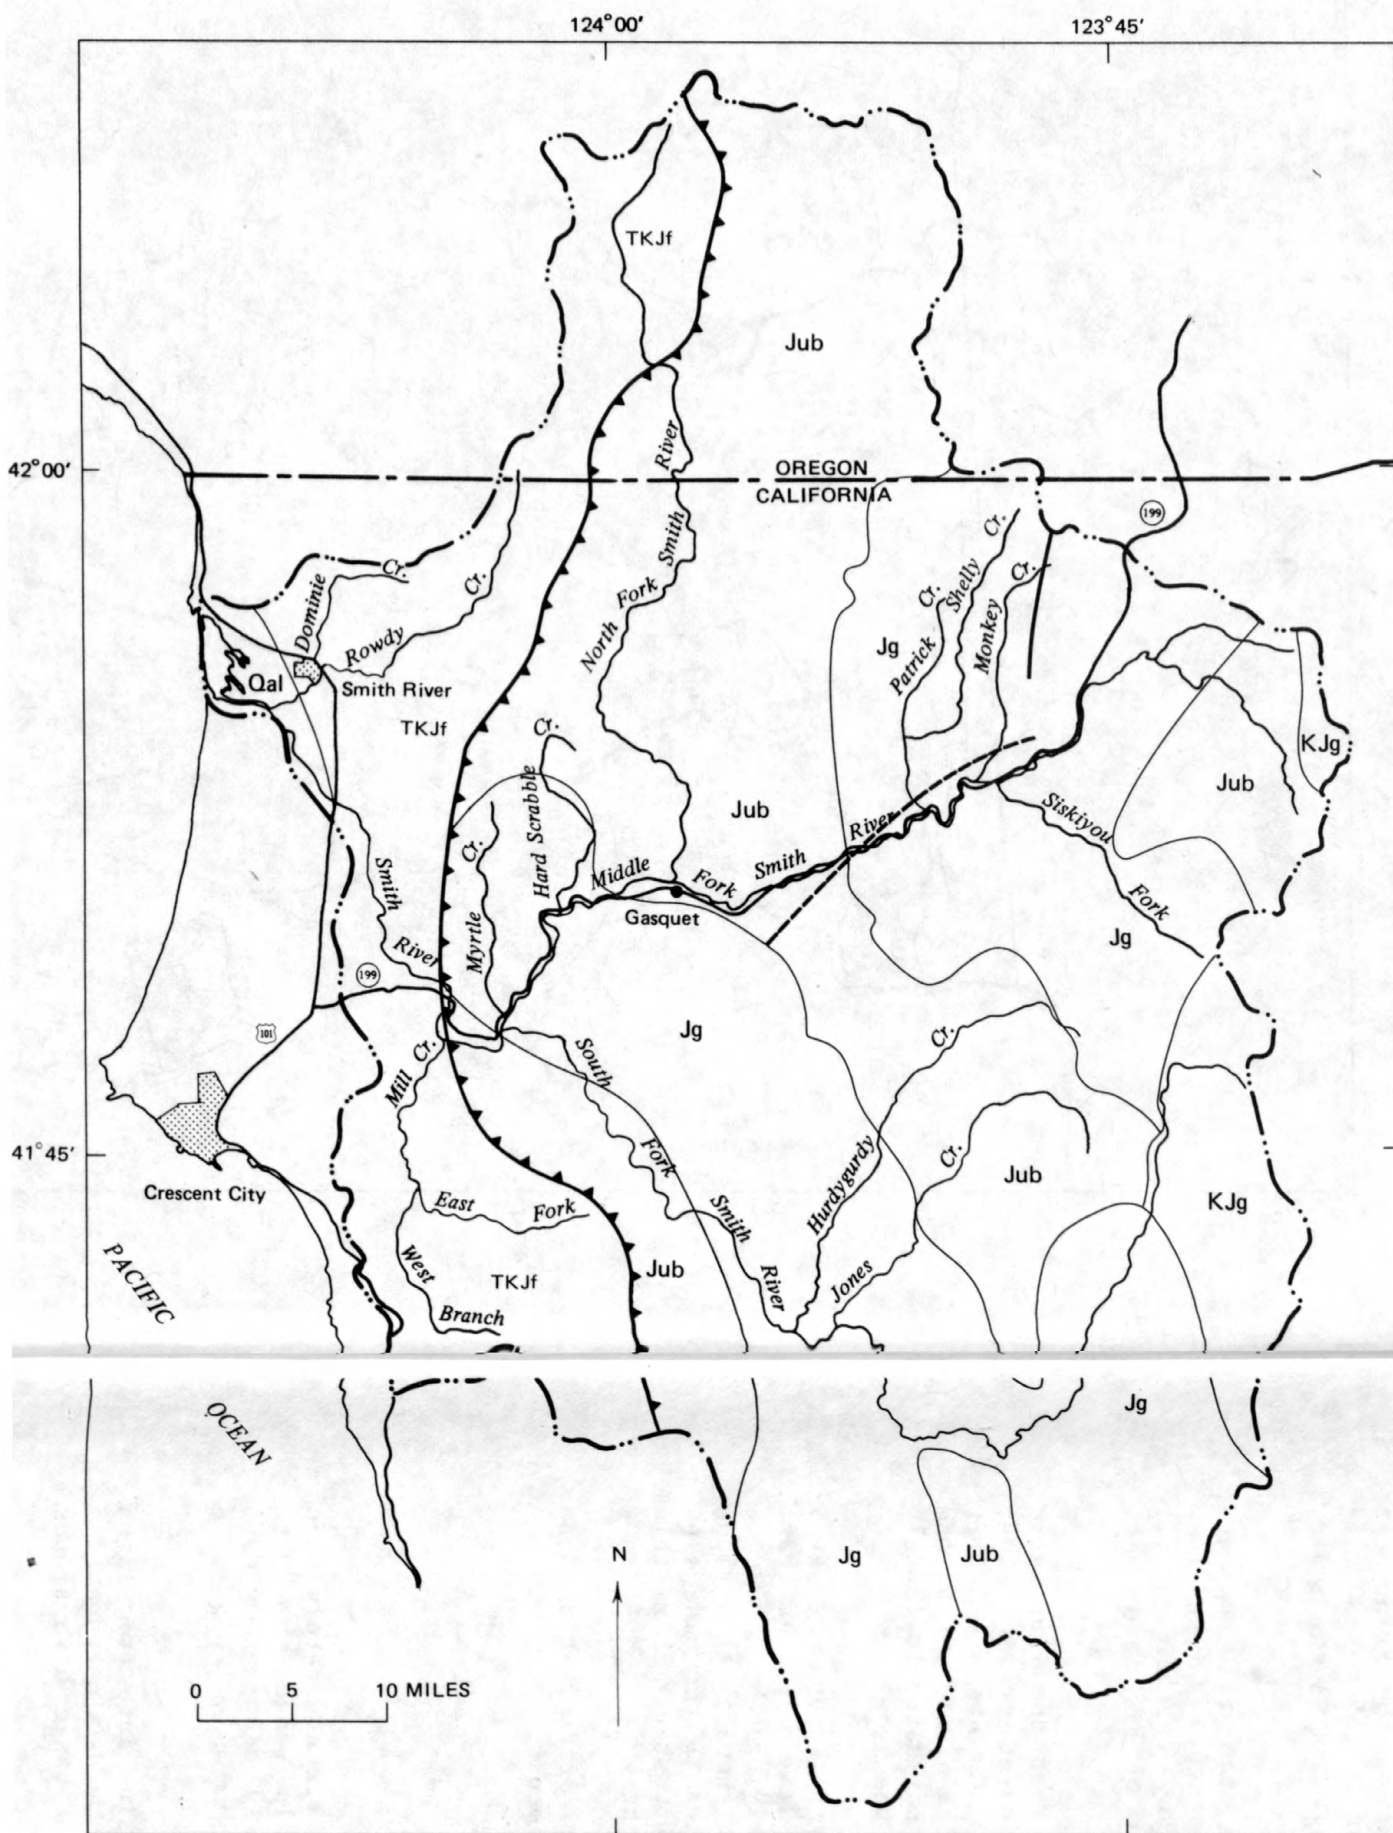 124°00′
123°45′
TKJf
Jub
River
42°00′
OREGON
CALIFORNIA
199
Smith
Cr.
Cr.
Cr.
Dominie
Cr.
Fork
Cr.
Shelly
Rowdy
North
Jg
Patrick
Monkey
Qal
Smith River
TKJf
Cr.
KJg
Jub
Hard Scrabble
Jub
Siskiyou
River
Cr.
Smith
Middle
Fork
Smith
Gasquet
Fork
Myrtle
Jg
River
199
101
Jg
Cr.
South
Mill
Cr.
41°45′
Fork
Hurdygurdy
Cr.
Jub
Crescent City
East
Fork
Smith
KJg
PACIFIC
West
TKJf
Jub
River
Jones
Branch
OCEAN
Jg
N
Jg
Jub
0 5 10 MILES